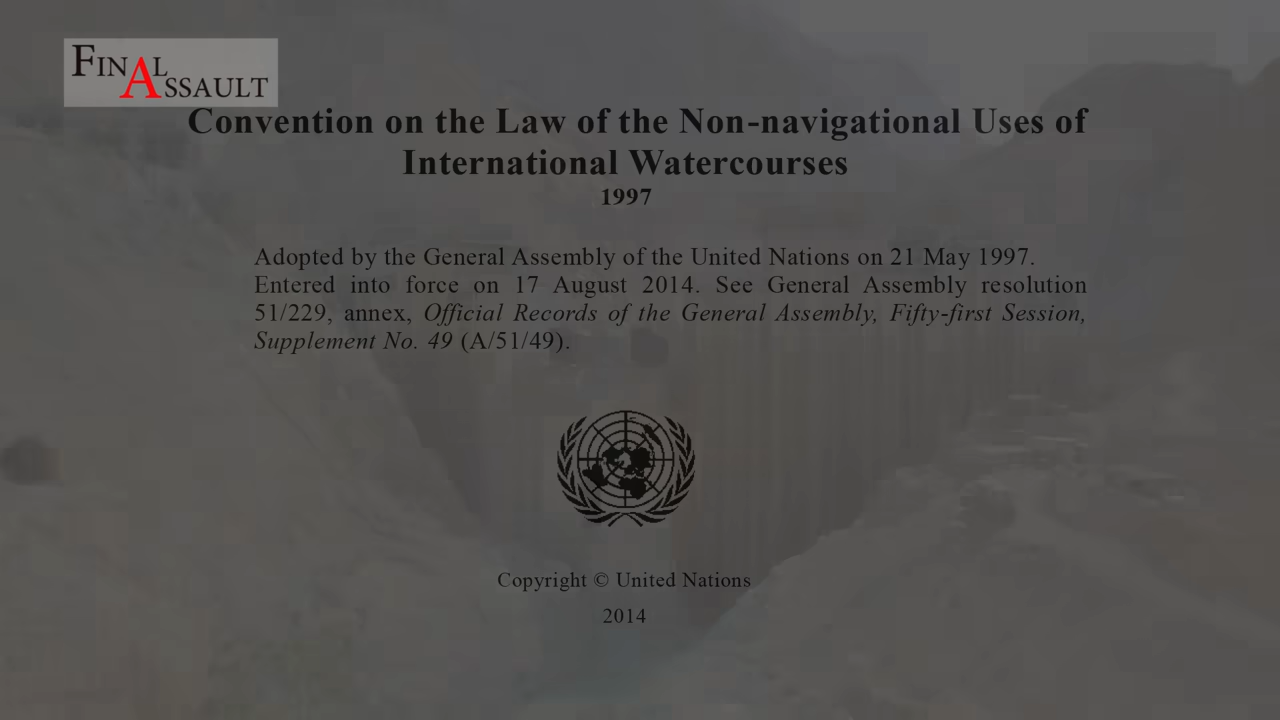 FINAL
ASSAULT
Convention on the Law of the Non-navigational Uses of
International Watercourses
1997
Adopted by the General Assembly of the United Nations on 21 May 1997.
Entered into force on 17 August 2014. See General Assembly resolution
51/229, annex, Official Records of the General Assembly, Fifty-first Session,
Supplement No. 49 (A/51/49).
Copyright © United Nations
2014